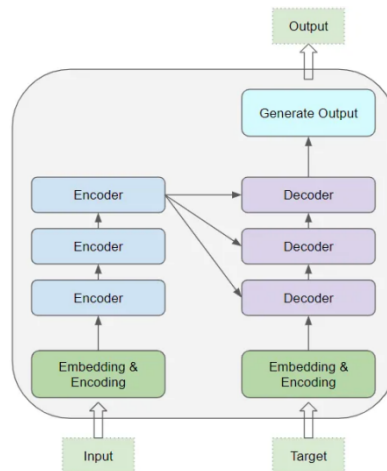 Output
Generate Output
Encoder
Decoder
Encoder
Decoder
Encoder
Decoder
Embedding &
Encoding
Embedding &
Encoding
Input
Target